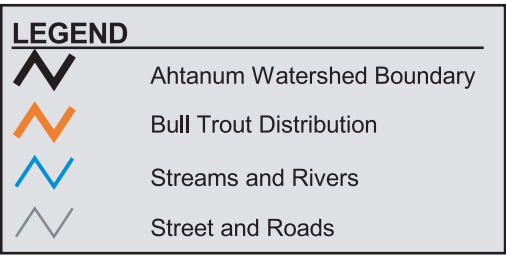 LEGEND
Ahtanum Watershed Boundary
Bull Trout Distribution
Streams and Rivers
Street and Roads